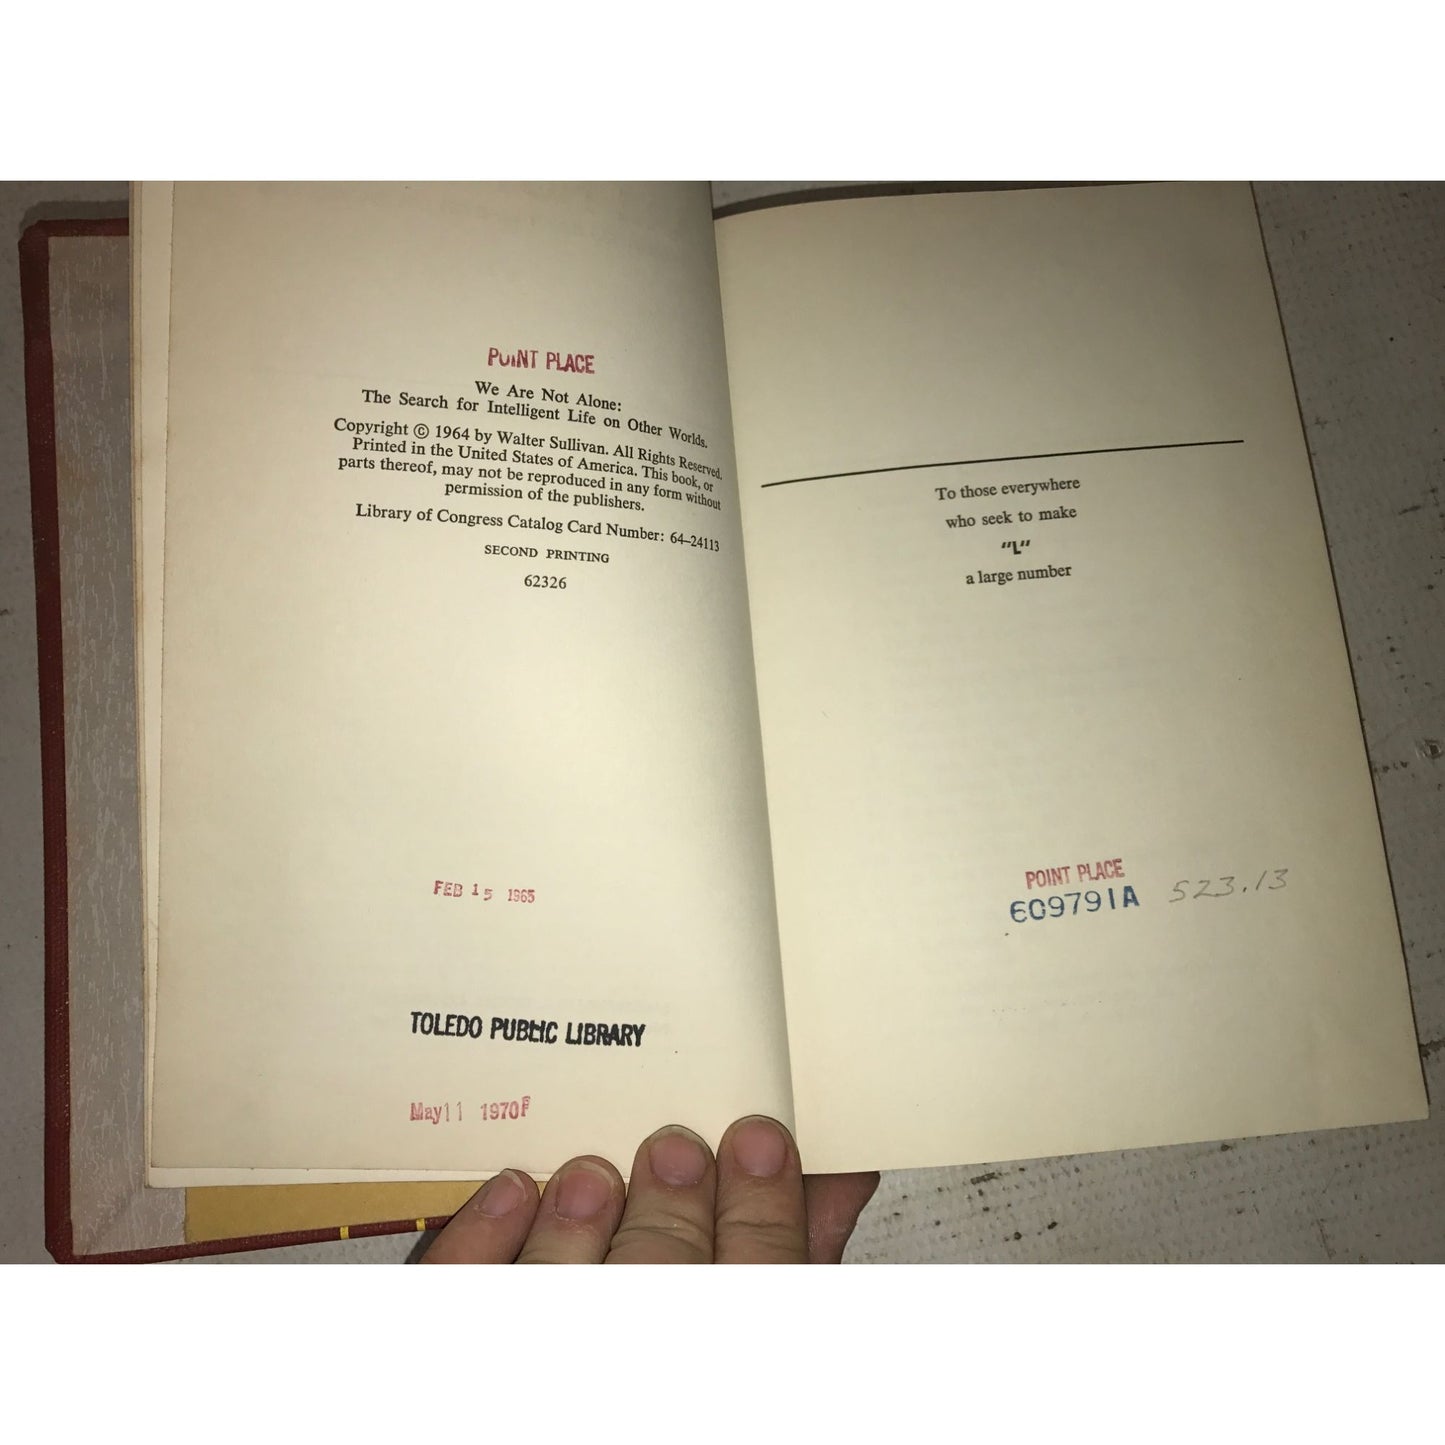 POINT PLACE
We Are Not Alone:
The Search for Intelligent Life on Other Worlds.
Copyright © 1964 by Walter Sullivan. All Rights Reserved.
Printed in the United States of America. This book, or
parts thereof, may not be reproduced in any form without
permission of the publishers.
Library of Congress Catalog Card Number: 64–24113
SECOND PRINTING
62326
FEB 15 1965
TOLEDO PUBLIC LIBRARY
May 11 1970F
To those everywhere
who seek to make
"L"
a large number
POINT PLACE
609791A 523.13